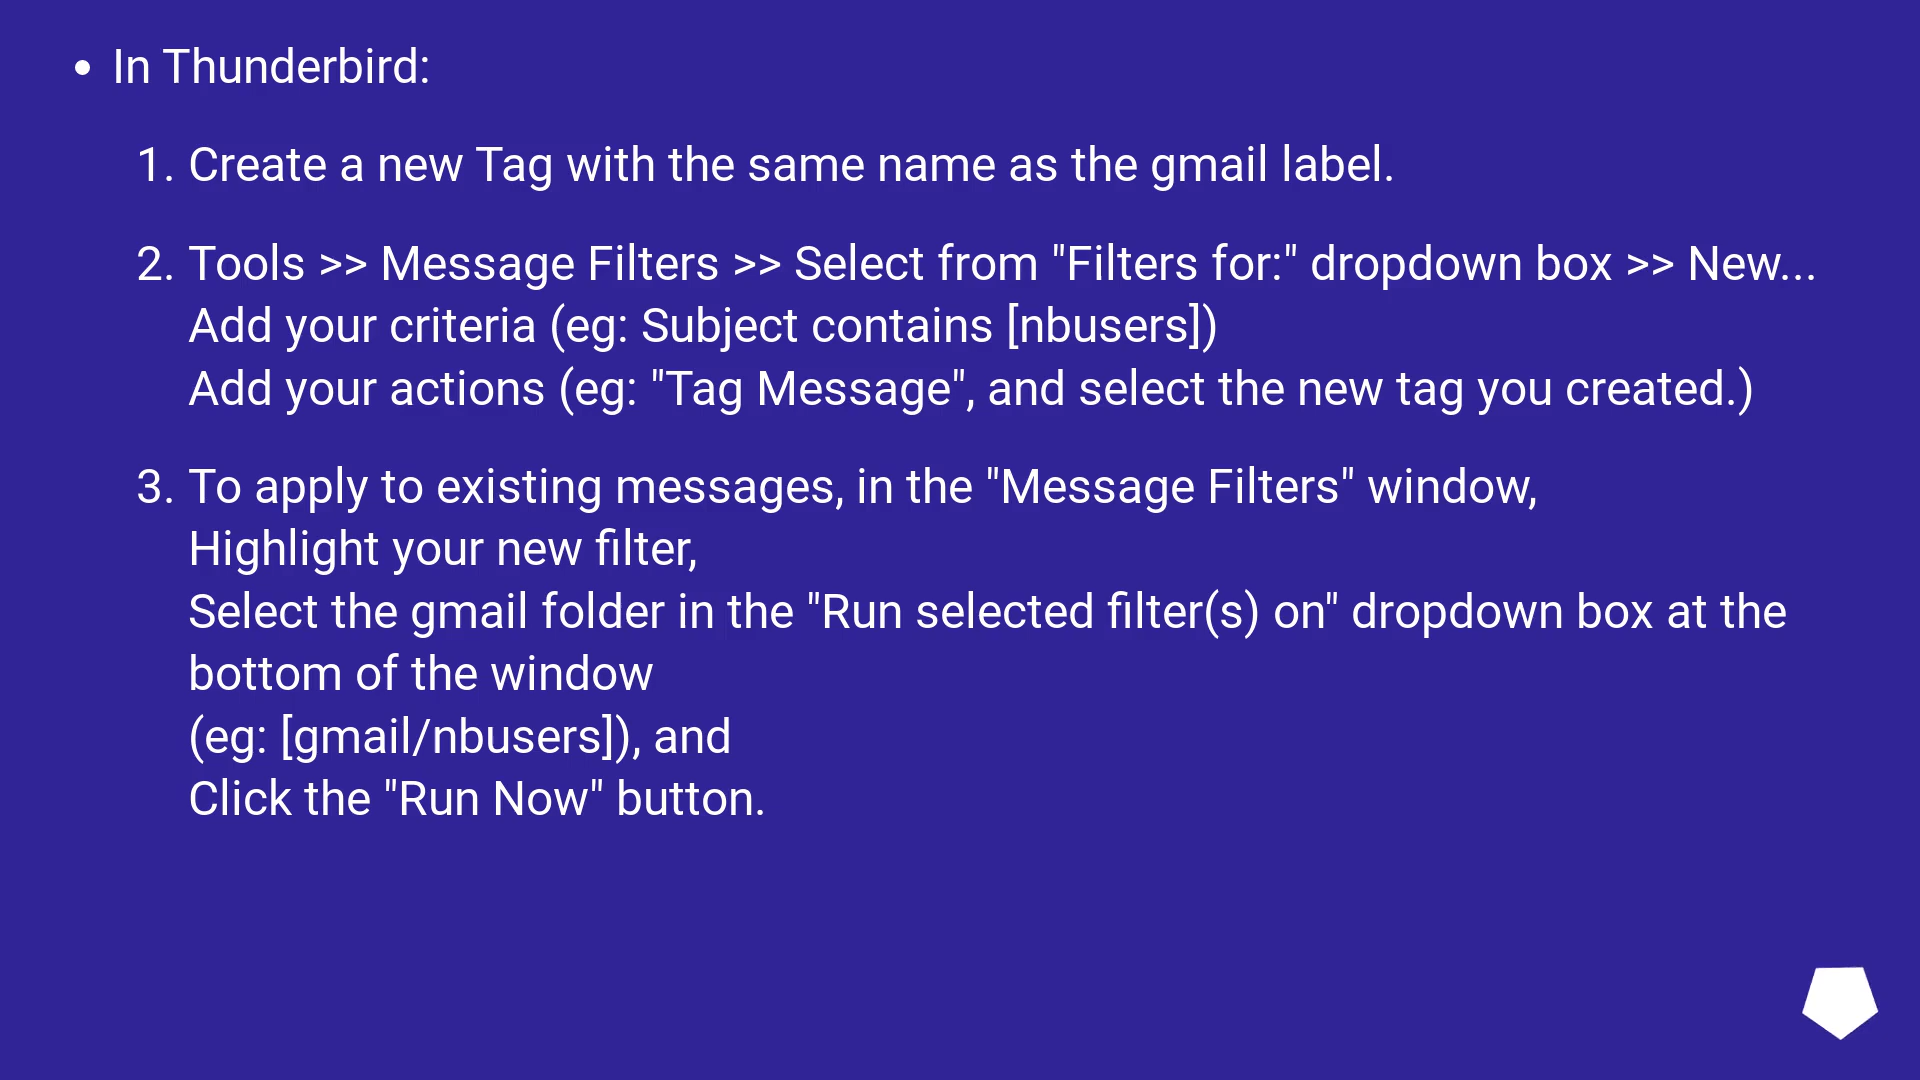 • In Thunderbird:
1. Create a new Tag with the same name as the gmail label.
2. Tools >> Message Filters >> Select from "Filters for:" dropdown box >> New...
Add your criteria (eg: Subject contains [nbusers])
Add your actions (eg: "Tag Message", and select the new tag you created.)
3. To apply to existing messages, in the "Message Filters" window,
Highlight your new filter,
Select the gmail folder in the "Run selected filter(s) on" dropdown box at the
bottom of the window
(eg: [gmail/nbusers]), and
Click the "Run Now" button.